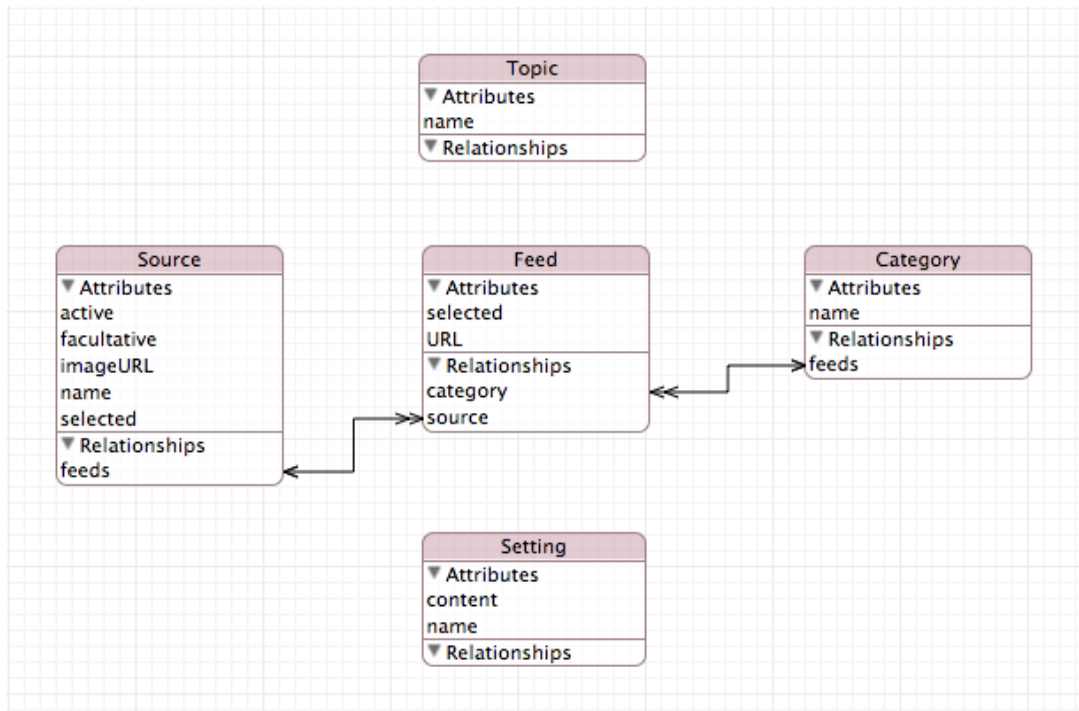 Topic
Attributes
name
Relationships
Source
Attributes
active
facultative
imageURL
name
selected
Relationships
feeds
Feed
Attributes
selected
URL
Relationships
category
source
Category
Attributes
name
Relationships
feeds
Setting
Attributes
content
name
Relationships